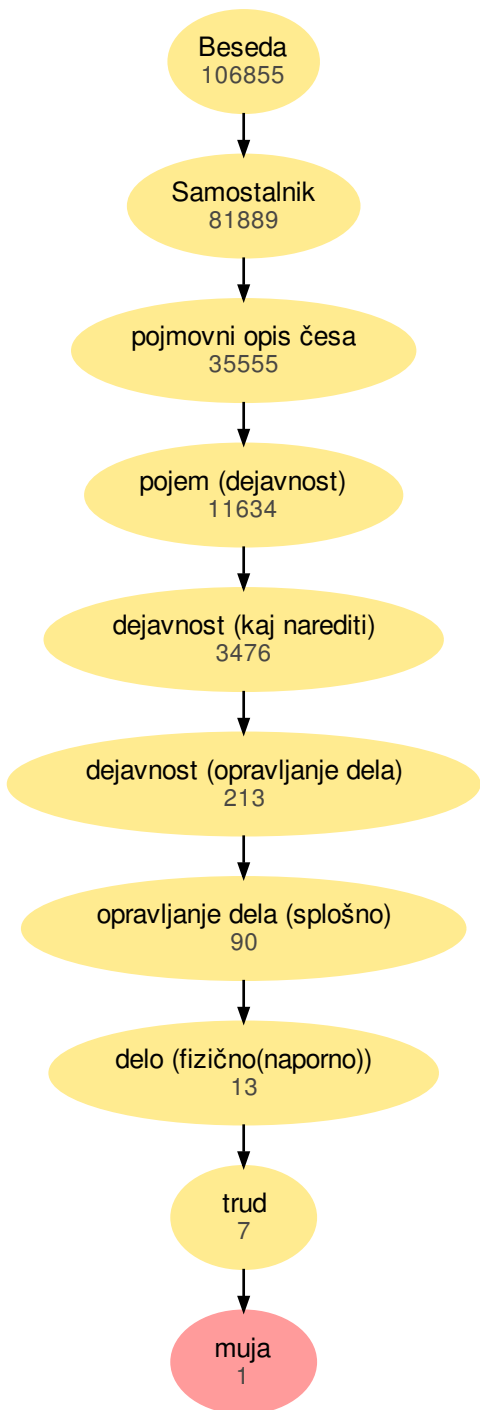 Beseda
106855
Samostalnik
81889
pojmovni opis česa
35555
pojem (dejavnost)
11634
dejavnost (kaj narediti)
3476
dejavnost (opravljanje dela)
213
opravljanje dela (splošno)
90
delo (fizično(naporno))
13
trud
7
muja
1